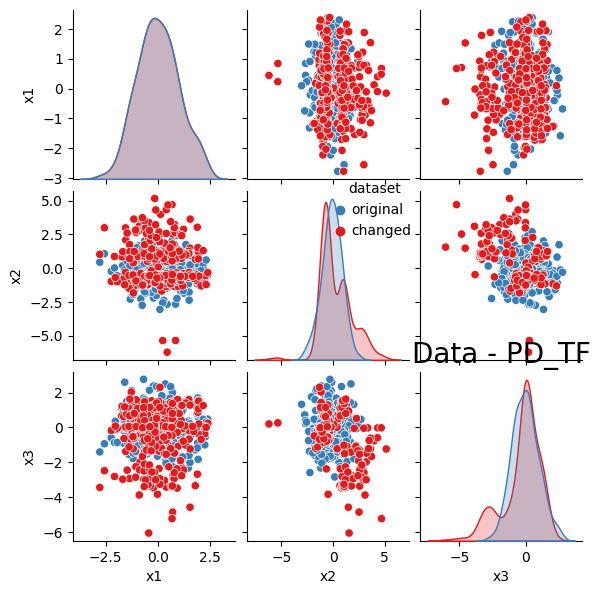 2
1
0
−1
−2
−3
x1
dataset
original
changed
5.0
2.5
0.0
−2.5
−5.0
x2
Data - PD_TF
2
0
−2
−4
−6
x3
−2.5 0.0 2.5
x1
−5 0 5
x2
−5 0
x3